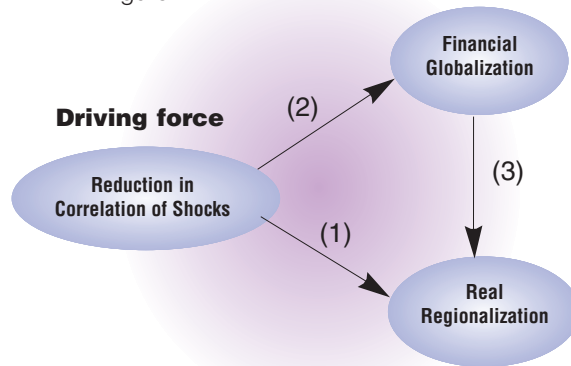 Financial
Globalization
(2)
Driving force
(3)
Reduction in
Correlation of Shocks
(1)
Real
Regionalization